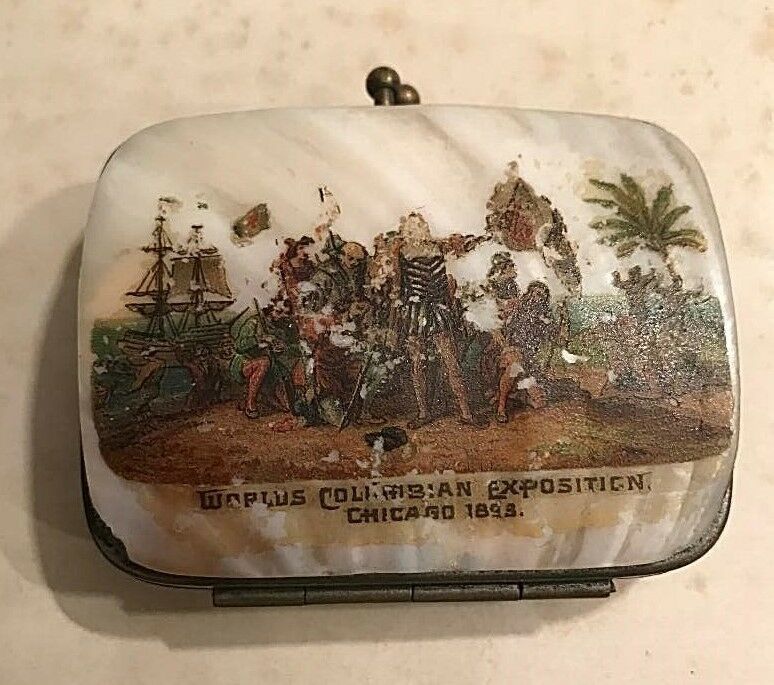 WORLDS COLUMBIAN EXPOSITION.
CHICAGO 1893.